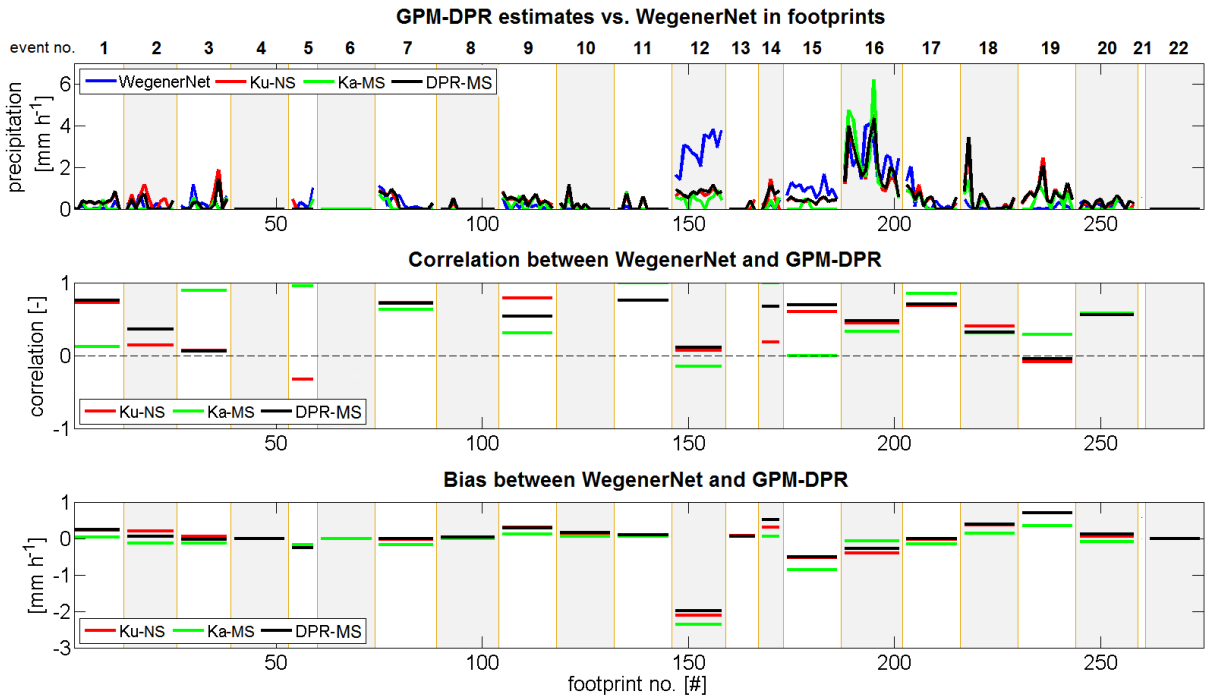 GPM-DPR estimates vs. WegenerNet in footprints
event no. 1 2 3 4 5 6 7 8 9 10 11 12 13 14 15 16 17 18 19 20 21 22
precipitation
[mm h⁻¹]
6
4
2
0
WegenerNet Ku-NS Ka-MS DPR-MS
50 100 150 200 250
Correlation between WegenerNet and GPM-DPR
correlation [-]
1
0
-1
Ku-NS Ka-MS DPR-MS
50 100 150 200 250
Bias between WegenerNet and GPM-DPR
[mm h⁻¹]
1
0
-1
-2
-3
Ku-NS Ka-MS DPR-MS
50 100 150 200 250
footprint no. [#]